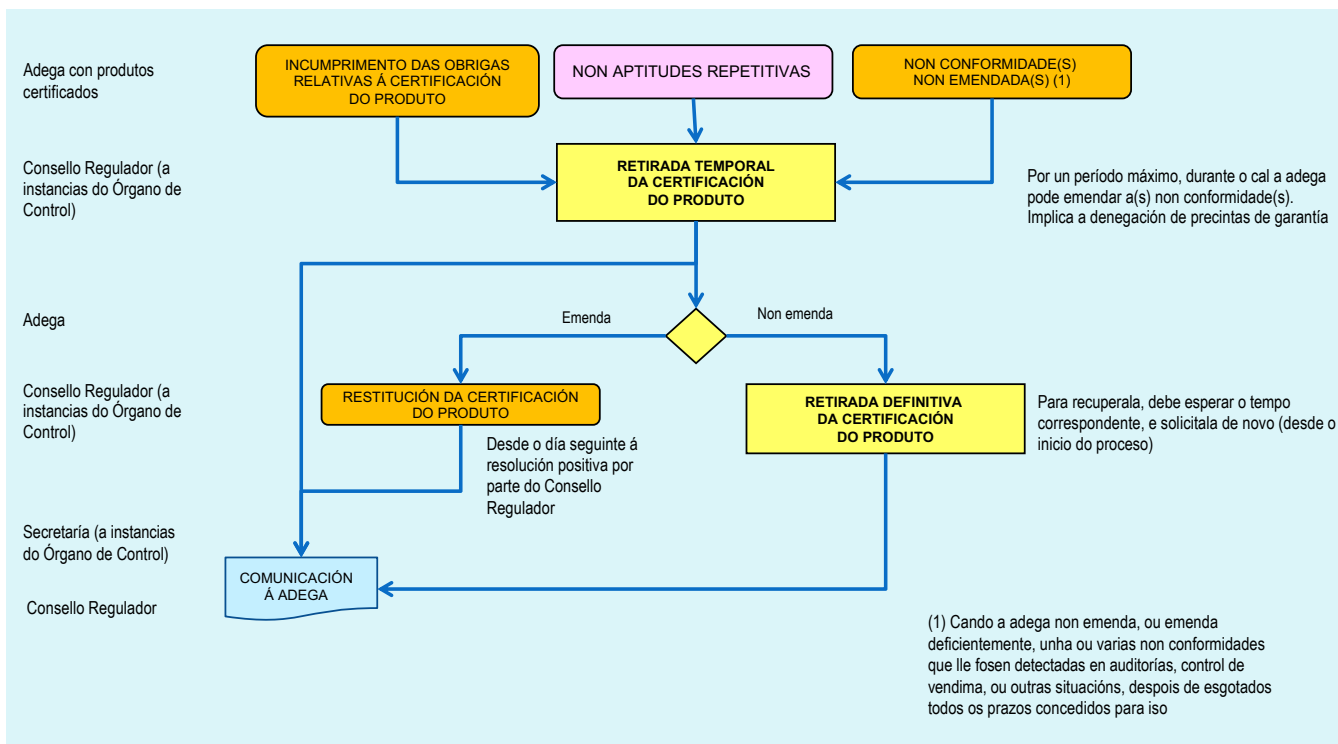 Adega con produtos
certificados
INCUMPRIMENTO DAS OBRIGAS
RELATIVAS Á CERTIFICACIÓN
DO PRODUCTO
NON APTITUDES REPETITIVAS
NON CONFORMIDADE(S)
NON EMENDADA(S) (1)
Consello Regulador (a
instancias do Órgano de
Control)
RETIRADA TEMPORAL
DA CERTIFICACIÓN
DO PRODUTO
Por un período máximo, durante o cal a adega
pode emendar a(s) non conformidade(s).
Implica a denegación de precintas de garantía
Adega
Emenda
Non emenda
Consello Regulador (a
instancias do Órgano de
Control)
RESTITUCIÓN DA CERTIFICACIÓN
DO PRODUTO
RETIRADA DEFINITIVA
DA CERTIFICACIÓN
DO PRODUTO
Para recuperala, debe esperar o tempo
correspondente, e solicitala de novo (desde o
inicio do proceso)
Desde o día seguinte á
resolución positiva por
parte do Consello
Regulador
Secretaría (a instancias
do Órgano de Control)
COMUNICACIÓN
Á ADEGA
Consello Regulador
(1) Cando a adega non emenda, ou emenda
deficientemente, unha ou varias non conformidades
que lle fosen detectadas en auditorías, control de
vendima, ou outras situacións, despois de esgotados
todos os prazos concedidos para iso